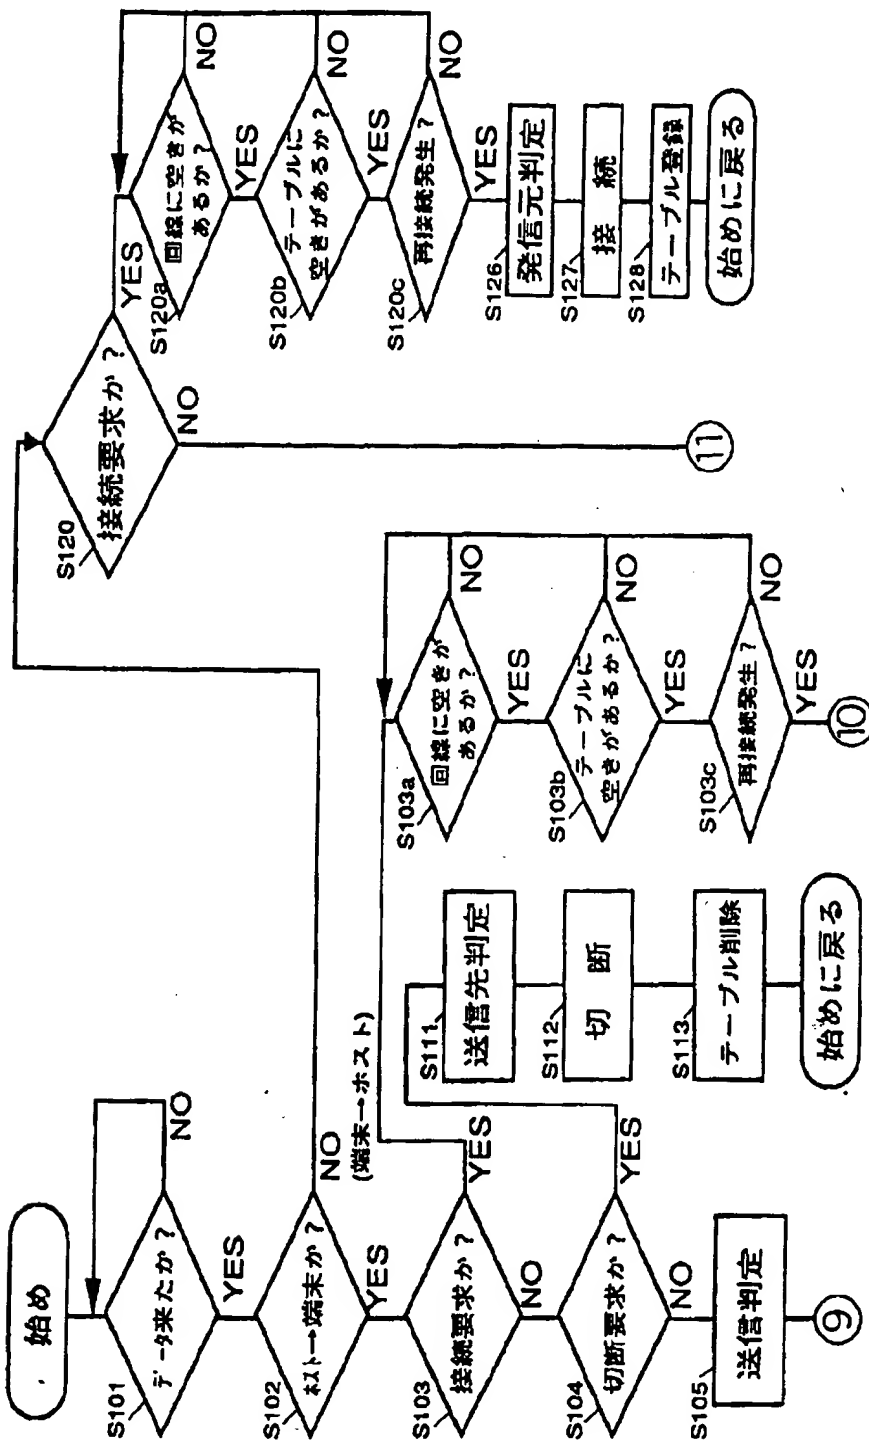 始め
データ来たか?
S101
NO
YES
ホスト→端末か?
S102
NO
(端末→ホスト)
YES
接続要求か?
S103
YES
NO
切断要求か?
S104
YES
NO
S105
送信判定
9
S111
送信先判定
S112
切 断
S113
テーブル削除
始めに戻る
回線に空きが
あるか?
S103a
NO
YES
テーブルに
空きがあるか?
S103b
NO
YES
再接続発生?
S103c
NO
YES
10
接続要求か?
S120
YES
NO
11
回線に空きが
あるか?
S120a
NO
YES
テーブルに
空きがあるか?
S120b
NO
YES
再接続発生?
S120c
NO
YES
S126
発信元判定
S127
接 続
S128
テーブル登録
始めに戻る